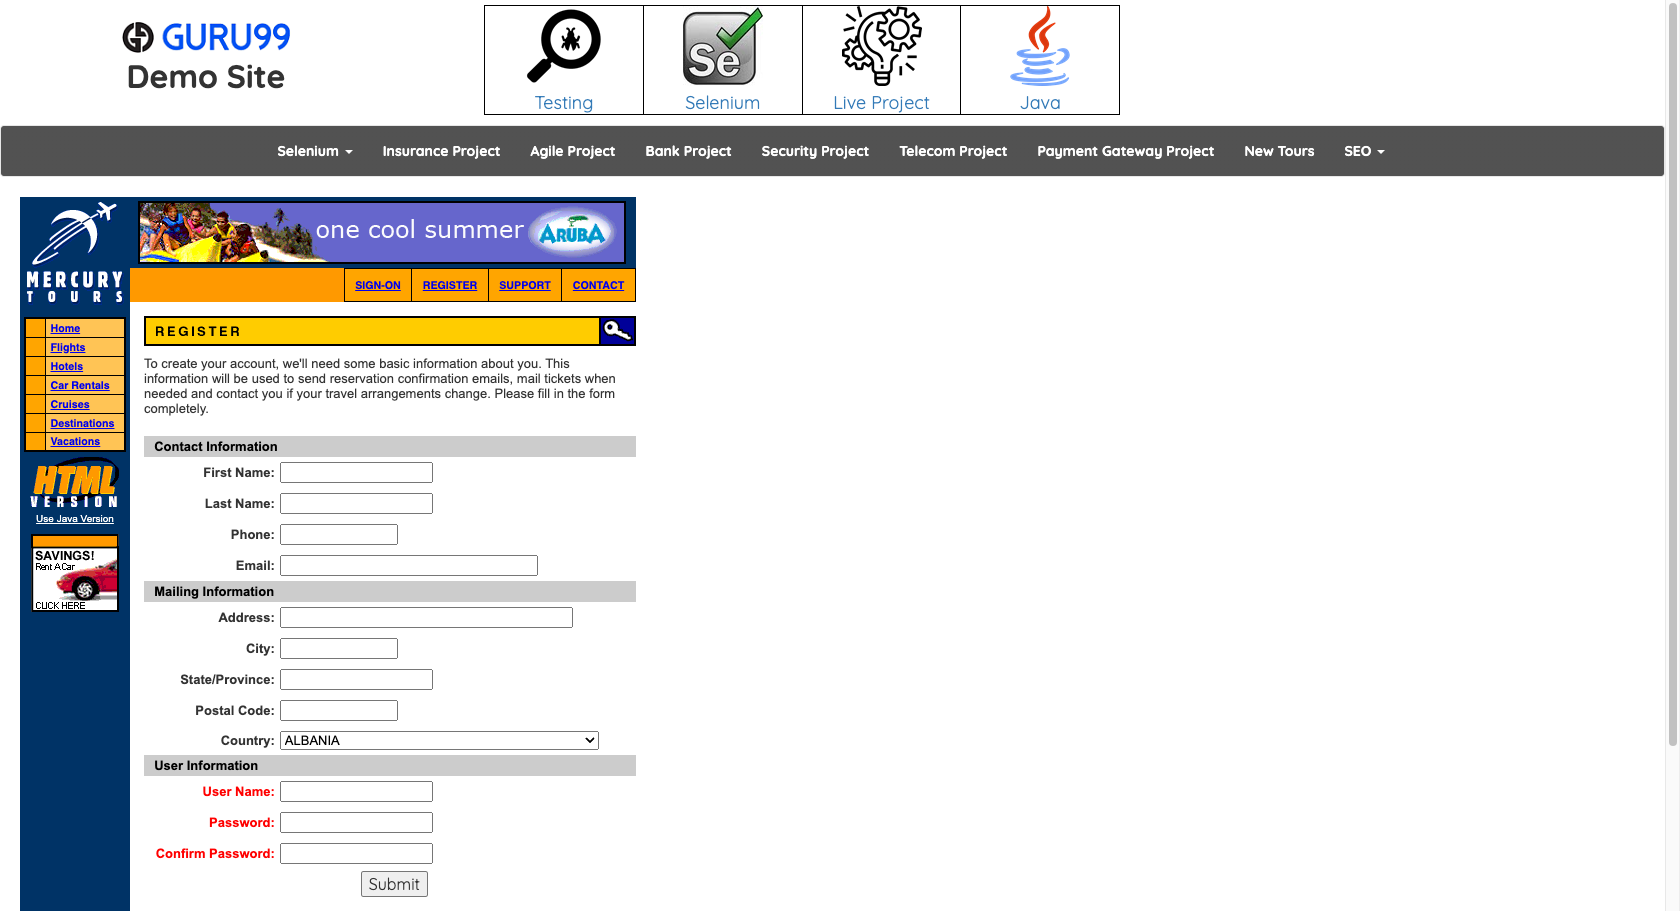 GURU99
Demo Site
Testing
Se
Selenium
Live Project
Java
Selenium
Insurance Project
Agile Project
Bank Project
Security Project
Telecom Project
Payment Gateway Project
New Tours
SEO
one cool summer
ARUBA
MERCURY
TOURS
SIGN-ON
REGISTER
SUPPORT
CONTACT
Home
Flights
Hotels
Car Rentals
Cruises
Destinations
Vacations
HTML
VERSION
Use Java Version
SAVINGS!
Rent A Car
CLICK HERE
REGISTER
To create your account, we'll need some basic information about you. This
information will be used to send reservation confirmation emails, mail tickets when
needed and contact you if your travel arrangements change. Please fill in the form
completely.
Contact Information
First Name:
Last Name:
Phone:
Email:
Mailing Information
Address:
City:
State/Province:
Postal Code:
Country: ALBANIA
User Information
User Name:
Password:
Confirm Password:
Submit